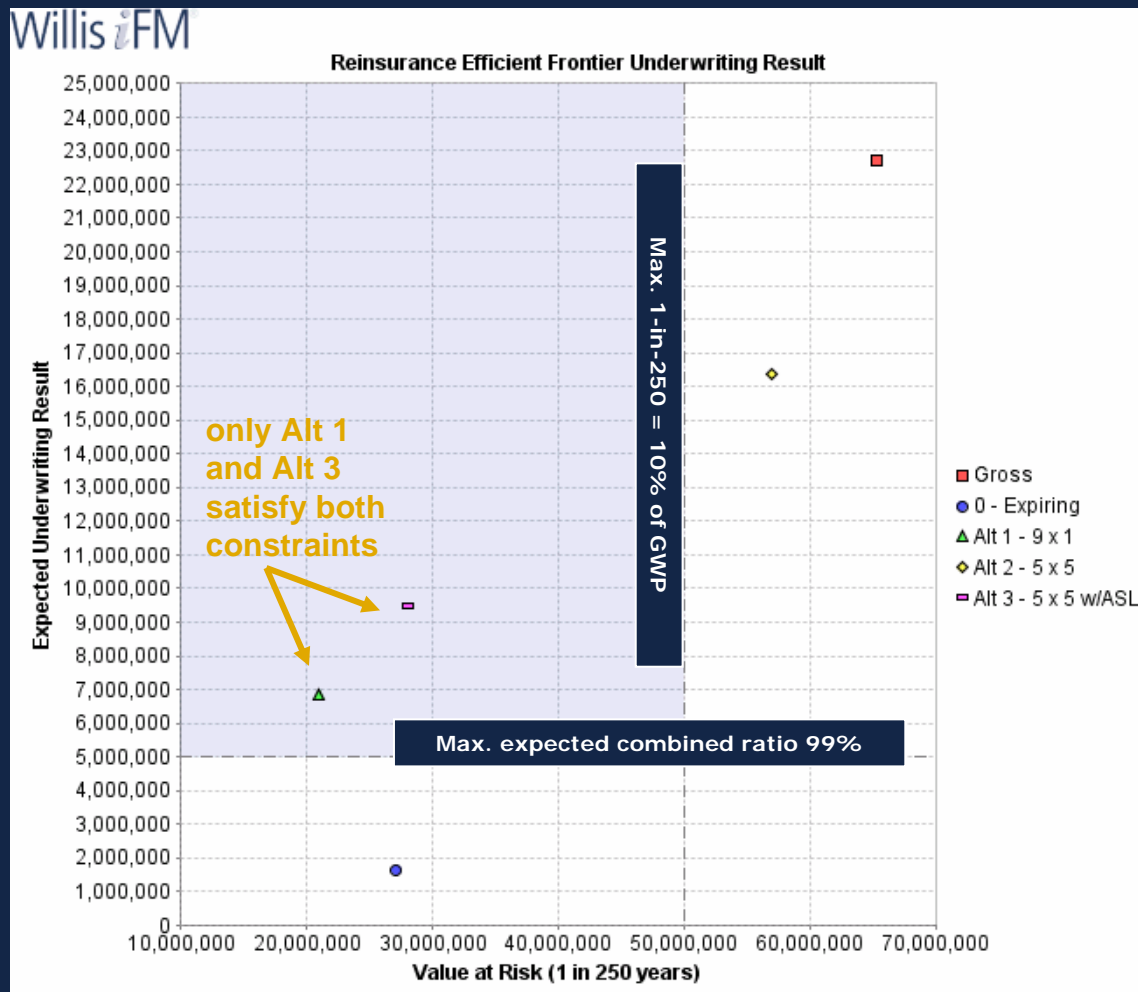 Willis iFM
Reinsurance Efficient Frontier Underwriting Result
25,000,000
24,000,000
23,000,000
22,000,000
21,000,000
20,000,000
19,000,000
18,000,000
17,000,000
16,000,000
15,000,000
14,000,000
13,000,000
12,000,000
11,000,000
10,000,000
9,000,000
8,000,000
7,000,000
6,000,000
5,000,000
4,000,000
3,000,000
2,000,000
1,000,000
0
Expected Underwriting Result
only Alt 1
and Alt 3
satisfy both
constraints
Max. 1-in-250 = 10% of GWP
Max. expected combined ratio 99%
Gross
0 - Expiring
Alt 1 - 9 x 1
Alt 2 - 5 x 5
Alt 3 - 5 x 5 w/ASL
10,000,000 20,000,000 30,000,000 40,000,000 50,000,000 60,000,000 70,000,000
Value at Risk (1 in 250 years)